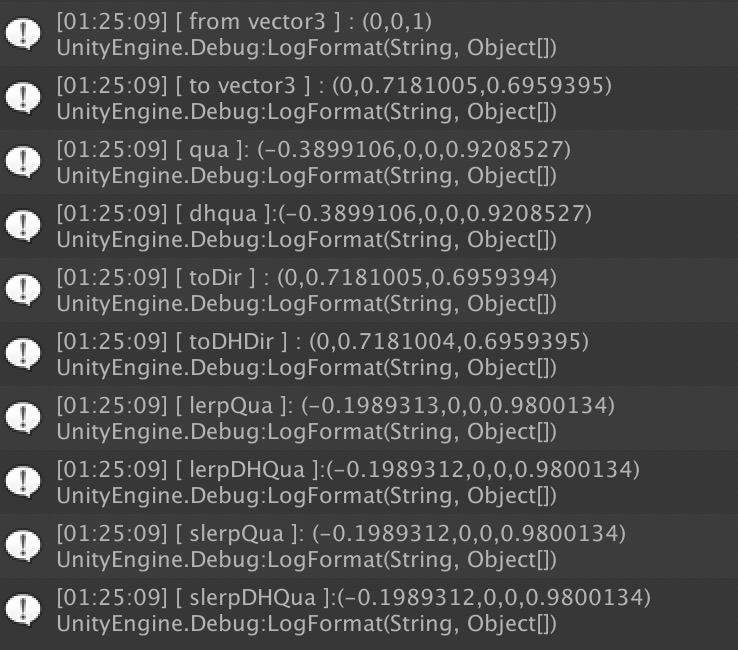 [01:25:09] [ from vector3 ] : (0,0,1)
UnityEngine.Debug:LogFormat(String, Object[])
[01:25:09] [ to vector3 ] : (0,0.7181005,0.6959395)
UnityEngine.Debug:LogFormat(String, Object[])
[01:25:09] [ qua ]: (-0.3899106,0,0,0.9208527)
UnityEngine.Debug:LogFormat(String, Object[])
[01:25:09] [ dhqua ]:(-0.3899106,0,0,0.9208527)
UnityEngine.Debug:LogFormat(String, Object[])
[01:25:09] [ toDir ] : (0,0.7181005,0.6959394)
UnityEngine.Debug:LogFormat(String, Object[])
[01:25:09] [ toDHDir ] : (0,0.7181004,0.6959395)
UnityEngine.Debug:LogFormat(String, Object[])
[01:25:09] [ lerpQua ]: (-0.1989313,0,0,0.9800134)
UnityEngine.Debug:LogFormat(String, Object[])
[01:25:09] [ lerpDHQua ]:(-0.1989312,0,0,0.9800134)
UnityEngine.Debug:LogFormat(String, Object[])
[01:25:09] [ slerpQua ]: (-0.1989312,0,0,0.9800134)
UnityEngine.Debug:LogFormat(String, Object[])
[01:25:09] [ slerpDHQua ]:(-0.1989312,0,0,0.9800134)
UnityEngine.Debug:LogFormat(String, Object[])